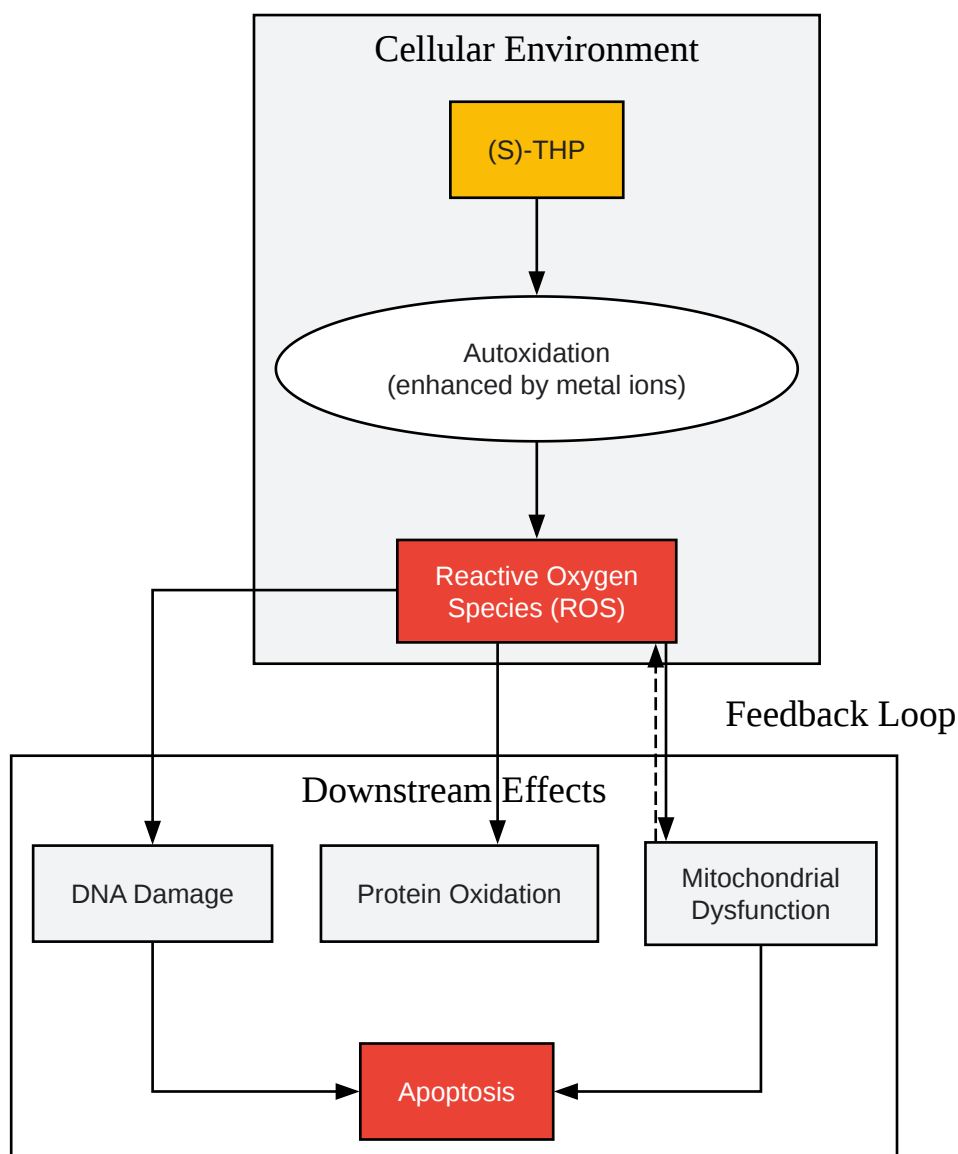 Cellular Environment
(S)-THP
Autoxidation
(enhanced by metal ions)
Reactive Oxygen
Species (ROS)
Feedback Loop
Downstream Effects
DNA Damage
Protein Oxidation
Mitochondrial
Dysfunction
Apoptosis